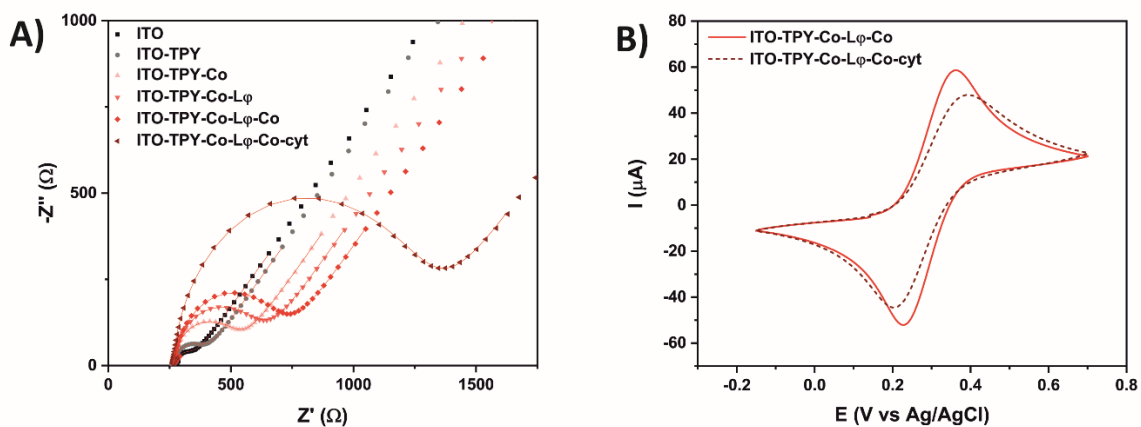 A)
1000
500
0
-Z'' (Ω)
ITO
ITO-TPY
ITO-TPY-Co
ITO-TPY-Co-Lφ
ITO-TPY-Co-Lφ-Co
ITO-TPY-Co-Lφ-Co-cyt
0 500 1000 1500
Z' (Ω)
B)
80
60
40
20
0
-20
-40
-60
I (µA)
ITO-TPY-Co-Lφ-Co
ITO-TPY-Co-Lφ-Co-cyt
-0.2 0.0 0.2 0.4 0.6 0.8
E (V vs Ag/AgCl)